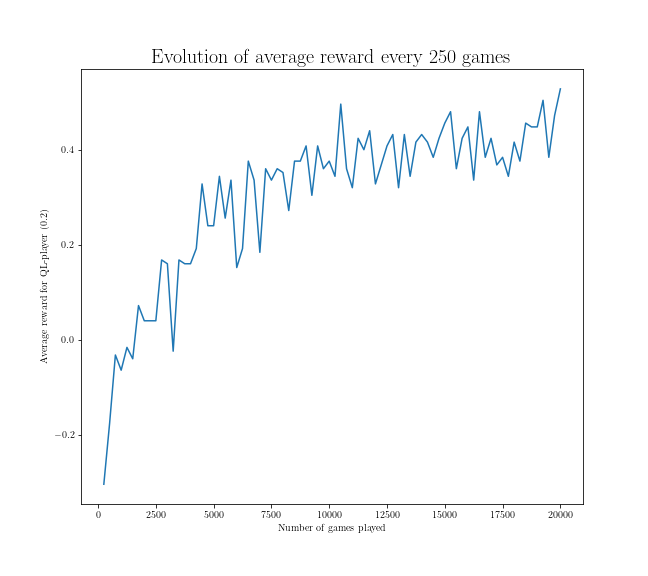 Evolution of average reward every 250 games
0.4
0.2
0.0
−0.2
Average reward for QL-player (0.2)
0 2500 5000 7500 10000 12500 15000 17500 20000
Number of games played